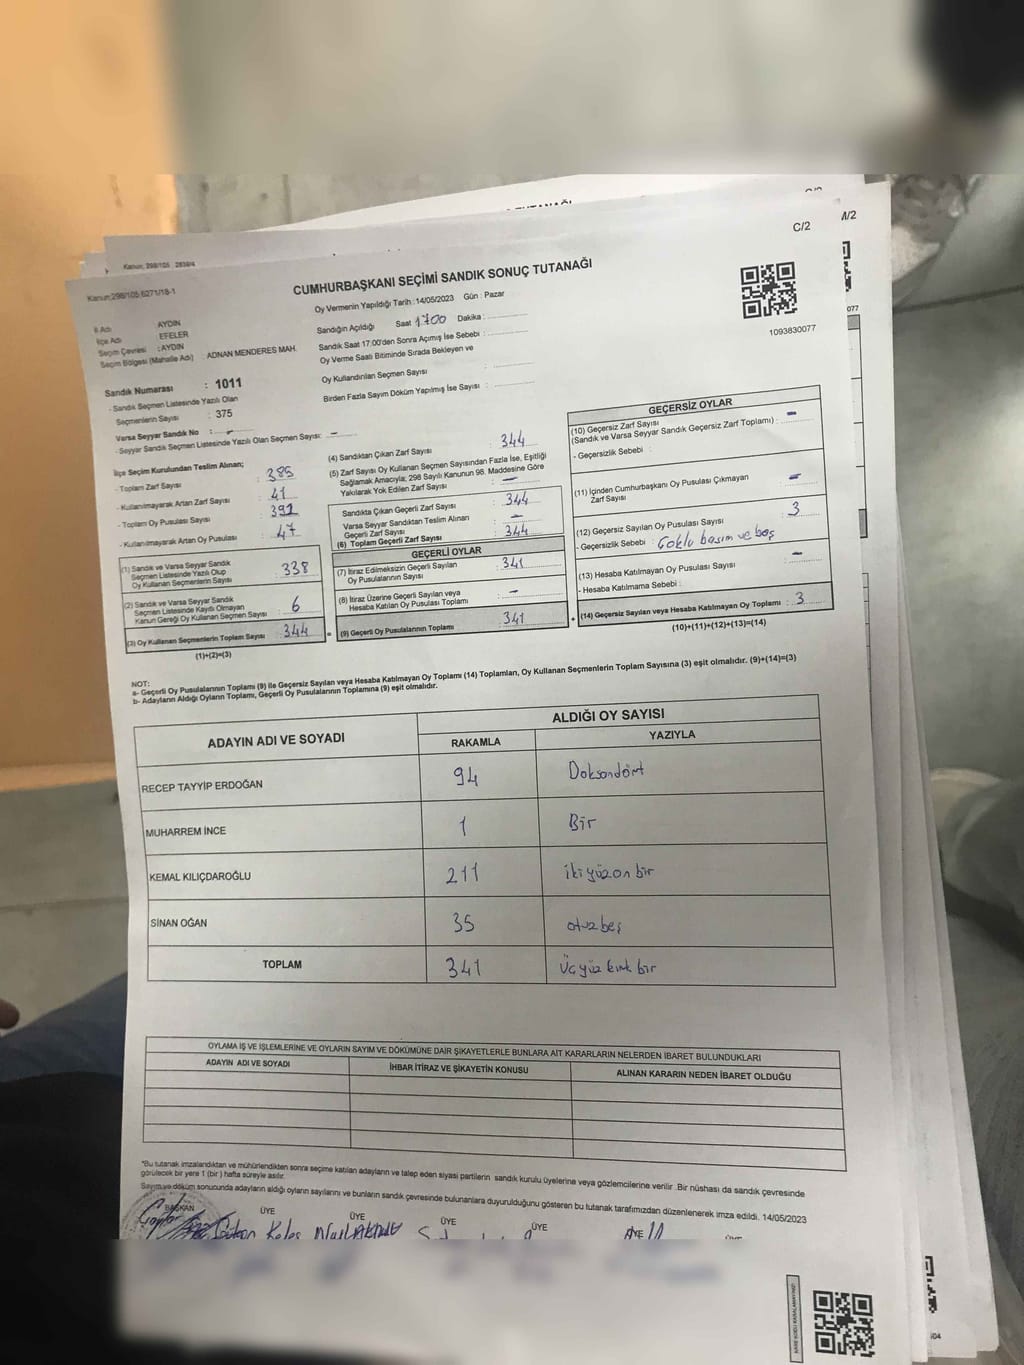 C/2
Kanun;298/105,6271/18-1
CUMHURBAŞKANI SEÇİMİ SANDIK SONUÇ TUTANAĞI
Oy Vermenin Yapıldığı Tarih :14/05/2023 Gün : Pazar
İl Adı : AYDIN
İlçe Adı : EFELER
Seçim Çevresi : AYDIN
Seçim Bölgesi (Mahalle Adı) : ADNAN MENDERES MAH.
Sandığın Açıldığı Saat 17.00 Dakika :
Sandık Saat 17:00'den Sonra Açımış İse Sebebi :
Oy Verme Saati Bitiminde Sırada Bekleyen ve
Oy Kullandırılan Seçmen Sayısı :
Birden Fazla Sayım Döküm Yapılmış İse Sayısı :
1093830077
Sandık Numarası : 1011
- Sandık Seçmen Listesinde Yazılı Olan
Seçmenlerin Sayısı : 375
Varsa Seyyar Sandık No : -
- Seyyar Sandık Seçmen Listesinde Yazılı Olan Seçmen Sayısı: -
İlçe Seçim Kurulundan Teslim Alınan;
- Toplam Zarf Sayısı : 385
- Kullanılmayarak Artan Zarf Sayısı : 41
- Toplam Oy Pusulası Sayısı : 391
- Kullanılmayarak Artan Oy Pusulası : 47
(1) Sandık ve Varsa Seyyar Sandık
Seçmen Listesinde Yazılı Olup
Oy Kullanan Seçmenlerin Sayısı : 338
(2) Sandık ve Varsa Seyyar Sandık
Seçmen Listesinde Kayıtlı Olmayan
Kanun Gereği Oy Kullanan Seçmen Sayısı : 6
(3) Oy Kullanan Seçmenlerin Toplam Sayısı : 344
(1)+(2)=(3)
(4) Sandıktan Çıkan Zarf Sayısı : 344
(5) Zarf Sayısı Oy Kullanan Seçmen Sayısından Fazla İse, Eşitliği
Sağlamak Amacıyla; 298 Sayılı Kanunun 98. Maddesine Göre
Yakılarak Yok Edilen Zarf Sayısı : -
Sandıkta Çıkan Geçerli Zarf Sayısı : 344
Varsa Seyyar Sandıktan Teslim Alınan
Geçerli Zarf Sayısı : -
(6) Toplam Geçerli Zarf Sayısı : 344
GEÇERLİ OYLAR
(7) İtiraz Edilmeksizin Geçerli Sayılan
Oy Pusulalarının Sayısı : 341
(8) İtiraz Üzerine Geçerli Sayılan veya
Hesaba Katılan Oy Pusulası Toplamı : -
(9) Geçerli Oy Pusulalarının Toplamı : 341
GEÇERSİZ OYLAR
(10) Geçersiz Zarf Sayısı
(Sandık ve Varsa Seyyar Sandık Geçersiz Zarf Toplamı) : -
- Geçersizlik Sebebi :
(11) İçinden Cumhurbaşkanı Oy Pusulası Çıkmayan
Zarf Sayısı : -
(12) Geçersiz Sayılan Oy Pusulası Sayısı : 3
- Geçersizlik Sebebi : Çoklu basım ve boş
(13) Hesaba Katılmayan Oy Pusulası Sayısı : -
- Hesaba Katılmama Sebebi :
(14) Geçersiz Sayılan veya Hesaba Katılmayan Oy Toplamı : 3
(10)+(11)+(12)+(13)=(14)
NOT:
a- Geçerli Oy Pusulalarının Toplamı (9) ile Geçersiz Sayılan veya Hesaba Katılmayan Oy Toplamı (14) Toplamları, Oy Kullanan Seçmenlerin Toplam Sayısına (3) eşit olmalıdır. (9)+(14)=(3)
b- Adayların Aldığı Oyların Toplamı, Geçerli Oy Pusulalarının Toplamına (9) eşit olmalıdır.
ADAYIN ADI VE SOYADI ALDIĞI OY SAYISI
RAKAMLA YAZIYLA
RECEP TAYYİP ERDOĞAN 94 Doksandört
MUHARREM İNCE 1 Bir
KEMAL KILIÇDAROĞLU 211 ikiyüzon bir
SİNAN OĞAN 35 otuzbeş
TOPLAM 341 Üçyüz kırk bir
OYLAMA İŞ VE İŞLEMLERİNE VE OYLARIN SAYIM VE DÖKÜMÜNE DAİR ŞİKAYETLERLE BUNLARA AİT KARARLARIN NELERDEN İBARET BULUNDUKLARI
ADAYIN ADI VE SOYADI İHBAR İTİRAZ VE ŞİKAYETİN KONUSU ALINAN KARARIN NEDEN İBARET OLDUĞU
*Bu tutanak imzalandıktan ve mühürlendikten sonra seçime katılan adayların ve talep eden siyasi partilerin sandık kurulu üyelerine veya gözlemcilerine verilir .Bir nüshası da sandık çevresinde
görülecek bir yere 1 (bir ) hafta süreyle asılır.
Sayım ve döküm sonucunda adayların aldığı oyların sayılarını ve bunların sandık çevresinde bulunanlara duyurulduğunu gösteren bu tutanak tarafımızdan düzenlenerek imza edildi. 14/05/2023
BAŞKAN ÜYE ÜYE ÜYE ÜYE ÜYE